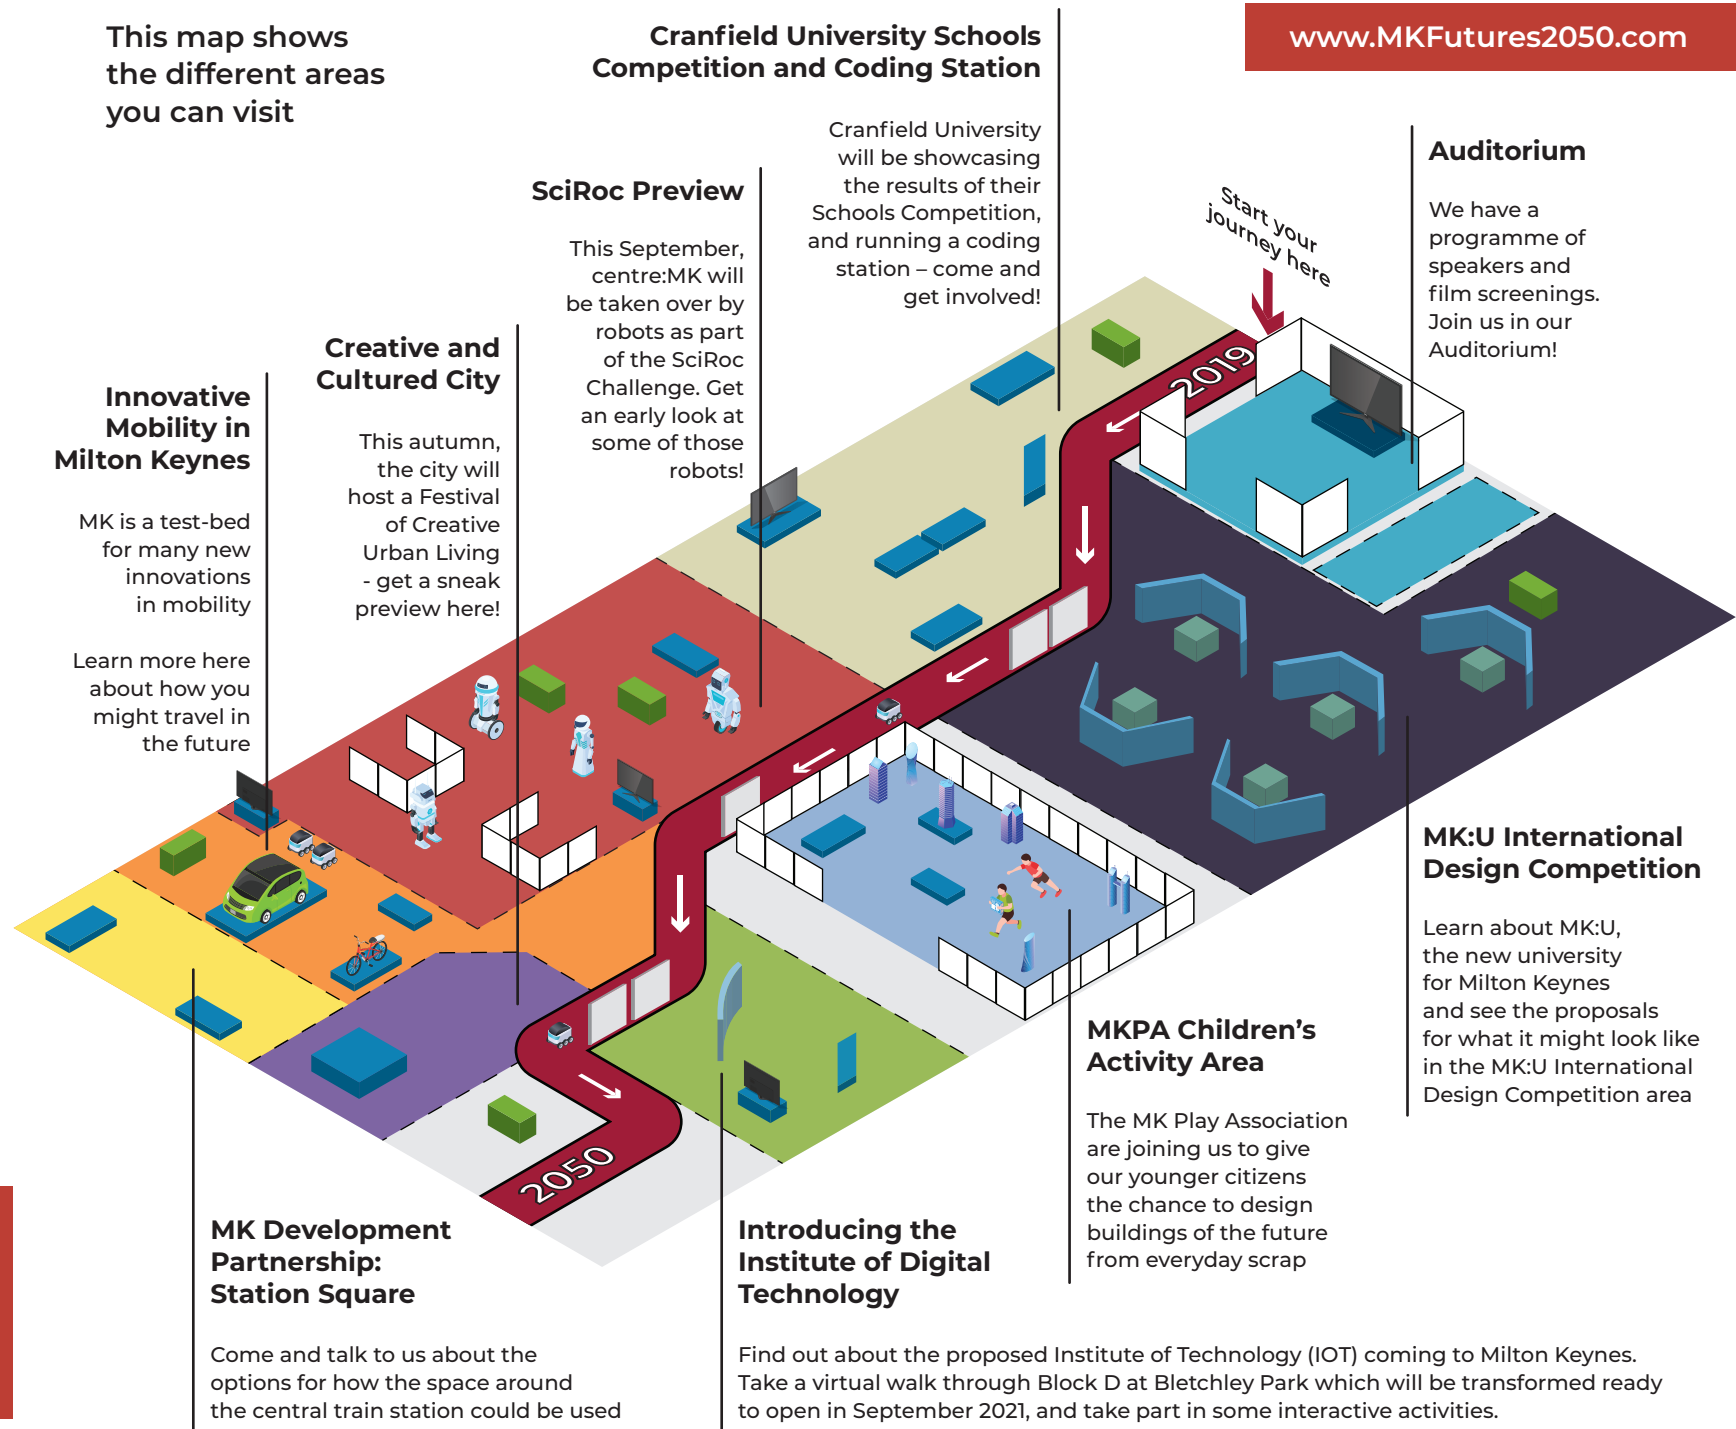 This map shows
the different areas
you can visit
www.MKFutures2050.com
Cranfield University Schools
Competition and Coding Station
Cranfield University
will be showcasing
the results of their
Schools Competition,
and running a coding
station – come and
get involved!
Auditorium
We have a
programme of
speakers and
film screenings.
Join us in our
Auditorium!
Start your
journey here
SciRoc Preview
This September,
centre:MK will
be taken over by
robots as part
of the SciRoc
Challenge. Get
an early look at
some of those
robots!
Creative and
Cultured City
This autumn,
the city will
host a Festival
of Creative
Urban Living
- get a sneak
preview here!
Innovative
Mobility in
Milton Keynes
MK is a test-bed
for many new
innovations
in mobility
Learn more here
about how you
might travel in
the future
2019
2050
MK:U International
Design Competition
Learn about MK:U,
the new university
for Milton Keynes
and see the proposals
for what it might look like
in the MK:U International
Design Competition area
MKPA Children's
Activity Area
The MK Play Association
are joining us to give
our younger citizens
the chance to design
buildings of the future
from everyday scrap
MK Development
Partnership:
Station Square
Come and talk to us about the
options for how the space around
the central train station could be used
Introducing the
Institute of Digital
Technology
Find out about the proposed Institute of Technology (IOT) coming to Milton Keynes.
Take a virtual walk through Block D at Bletchley Park which will be transformed ready
to open in September 2021, and take part in some interactive activities.